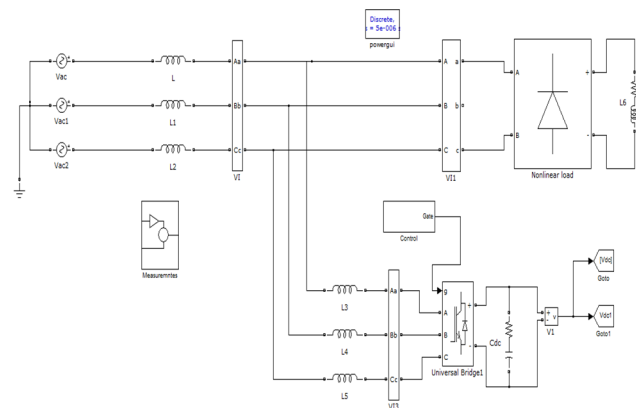 Discrete,
s = 5e-006 s
powergui
Vac
L
Aa
A
a
A
+
L6
Vac1
L1
Bb
B
b
Vac2
L2
Cc
C
c
B
-
VI
VI1
Nonlinear load
Gate
Control
Measuremntes
[Vdc]
Goto
L3
Aa
g
A
+
+
v
Vdc1
L4
Bb
B
-
Cdc
-
V1
Goto1
L5
Cc
C
Universal Bridge1
VI3